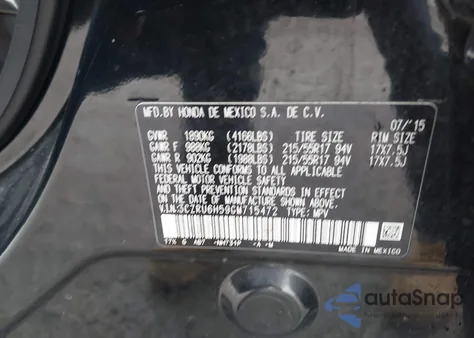 MFD.BY HONDA DE MEXICO S.A. DE C.V.
07/'15
GVWR 1890KG (4166LBS) TIRE SIZE RIM SIZE
GAWR F 988KG (2178LBS) 215/55R17 94V 17X7.5J
GAWR R 902KG (1988LBS) 215/55R17 94V 17X7.5J
THIS VEHICLE CONFORMS TO ALL APPLICABLE
FEDERAL MOTOR VEHICLE SAFETY AND
THEFT PREVENTION STANDARDS IN EFFECT ON
THE DATE OF MANUFACTURE SHOWN ABOVE.
V.I.N.:3CZRU6H59GM715472 TYPE: MPV
MADE IN MEXICO
autoSnap